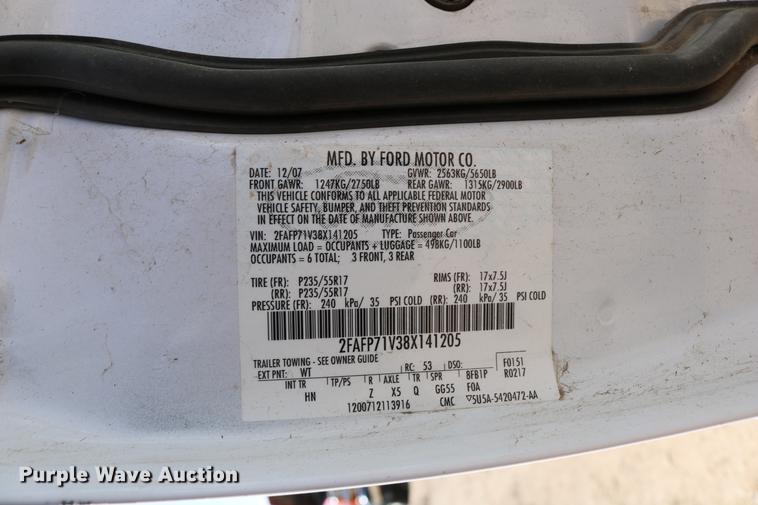 MFD. BY FORD MOTOR CO.
DATE: 12/07 GVWR: 2563KG/5650LB
FRONT GAWR: 1247KG/2750LB REAR GAWR: 1315KG/2900LB
THIS VEHICLE CONFORMS TO ALL APPLICABLE FEDERAL MOTOR
VEHICLE SAFETY, BUMPER, AND THEFT PREVENTION STANDARDS
IN EFFECT ON THE DATE OF MANUFACTURE SHOWN ABOVE.
VIN: 2FAFP71V38X141205 TYPE: Passenger Car
MAXIMUM LOAD = OCCUPANTS + LUGGAGE = 498KG/1100LB
OCCUPANTS = 6 TOTAL; 3 FRONT, 3 REAR
TIRE (FR): P235/55R17 RIMS (FR): 17x7.5J
(RR): P235/55R17 (RR): 17x7.5J
PRESSURE (FR): 240 kPa/ 35 PSI COLD (RR): 240 kPa/ 35 PSI COLD
2FAFP71V38X141205
TRAILER TOWING - SEE OWNER GUIDE
EXT PNT: WT RC: 53 DSO: F0151
INT TR TP/PS R AXLE TR SPR BFB1P R0217
HN Z X5 Q GG55 F0A
1200712113916 CMC ▽5U5A-5420472-AA
Purple Wave Auction